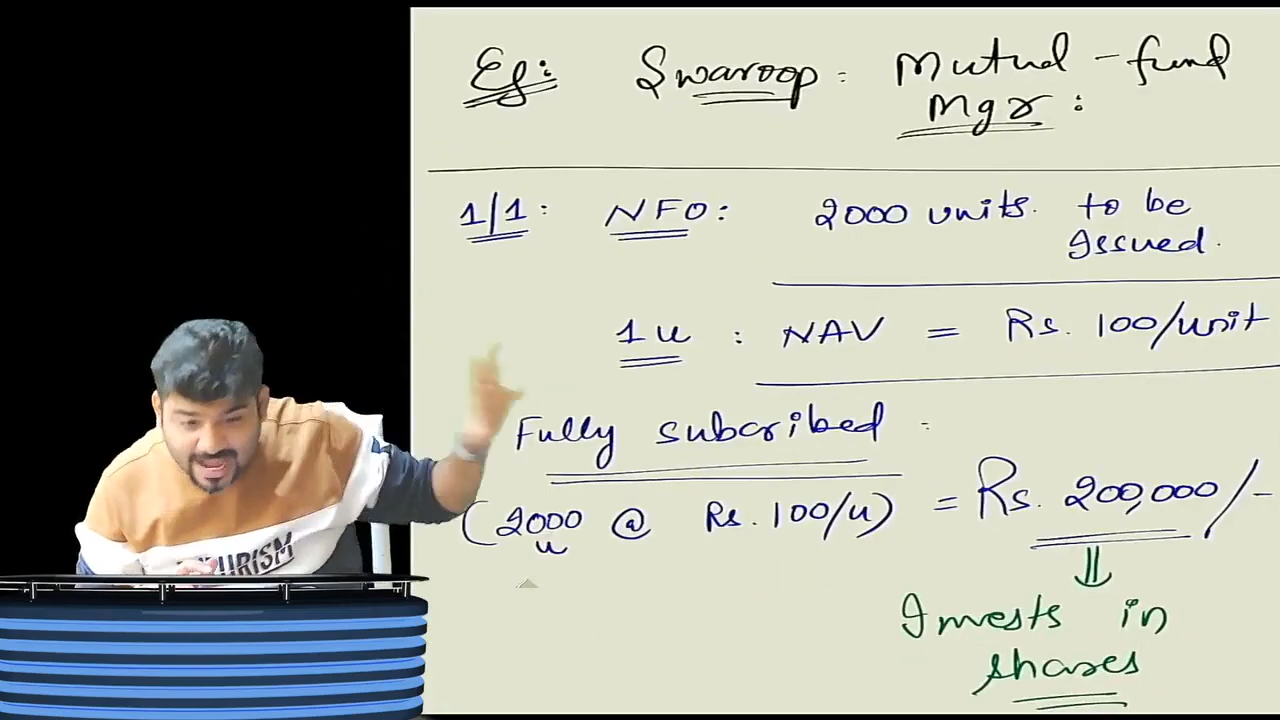 Eg: Swaroop: Mutual-fund
Mgr:
1/1: NFO: 2000 units. to be
Issued.
1 u : NAV = Rs. 100/unit
Fully subcribed :
(2000 @ Rs. 100/u) = Rs. 200,000/-
u
Invests in
shares
URISM